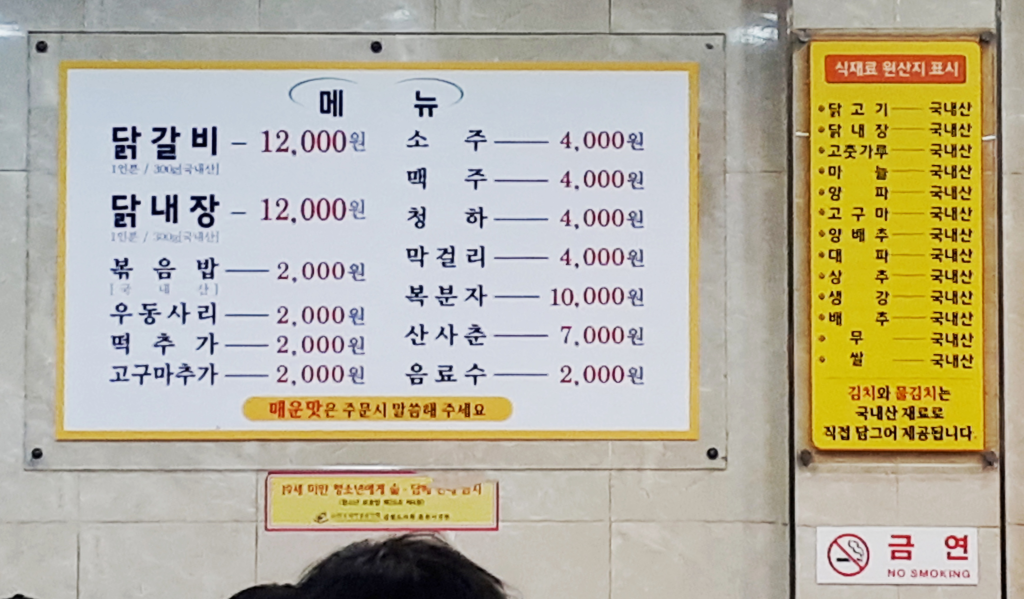 메 뉴
닭갈비 - 12,000원
1인분 / 300g[국내산]
닭내장 - 12,000원
1인분 / 300g[국내산]
볶음밥 2,000원
[국내산]
우동사리 2,000원
떡추가 2,000원
고구마추가 2,000원
소주 4,000원
맥주 4,000원
청하 4,000원
막걸리 4,000원
복분자 10,000원
산사춘 7,000원
음료수 2,000원
매운맛은 주문시 말씀해 주세요
19세 미만 청소년에게 술·담배 판매 금지
식재료 원산지 표시
닭고기 국내산
닭내장 국내산
고춧가루 국내산
마늘 국내산
양파 국내산
고구마 국내산
양배추 국내산
대파 국내산
상추 국내산
생강 국내산
배추 국내산
무 국내산
쌀 국내산
김치와 물김치는
국내산 재료로
직접 담그어 제공됩니다.
금연
NO SMOKING